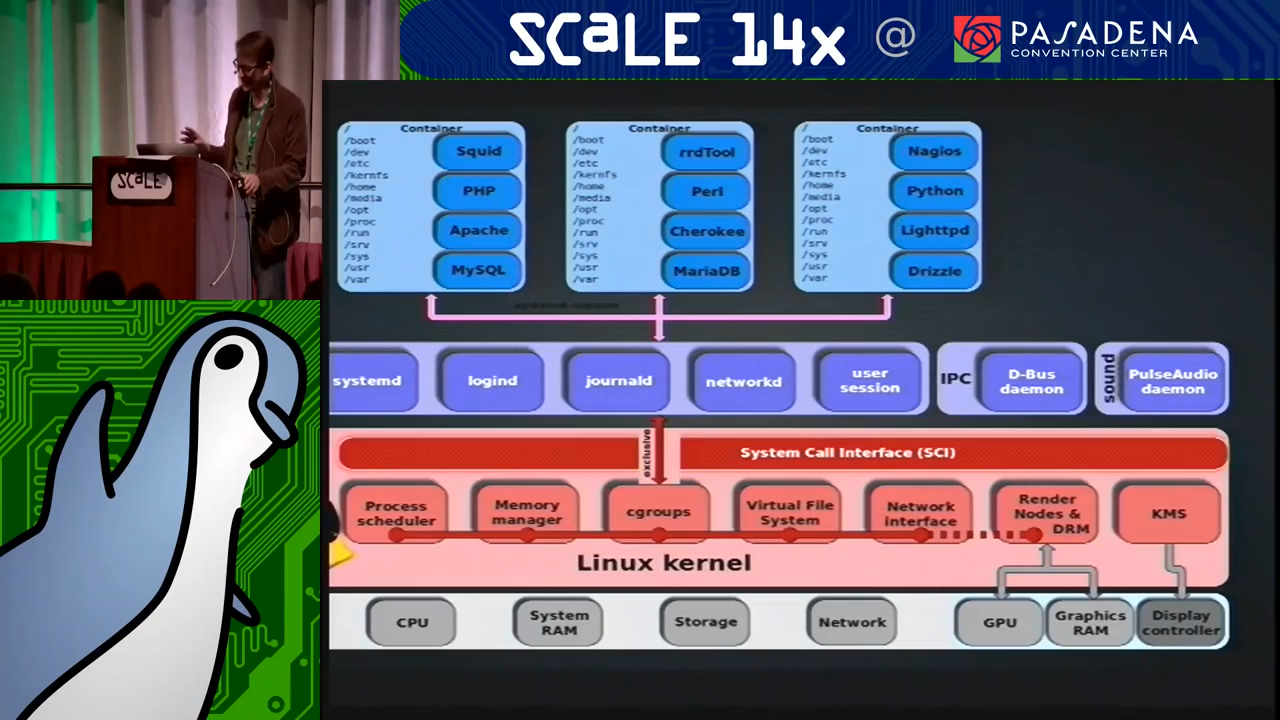 SCaLE 14x @ PASADENA
CONVENTION CENTER
SCaLE
/ Container
/boot
/dev
/etc
/kernfs
/home
/media
/opt
/proc
/run
/srv
/sys
/usr
/var
Squid
PHP
Apache
MySQL
/ Container
/boot
/dev
/etc
/kernfs
/home
/media
/opt
/proc
/run
/srv
/sys
/usr
/var
rrdTool
Perl
Cherokee
MariaDB
/ Container
/boot
/dev
/etc
/kernfs
/home
/media
/opt
/proc
/run
/srv
/sys
/usr
/var
Nagios
Python
Lighttpd
Drizzle
systemd
logind
journald
networkd
user
session
IPC
D-Bus
daemon
sound
PulseAudio
daemon
exclusive
System Call Interface (SCI)
Process
scheduler
Memory
manager
cgroups
Virtual File
System
Network
interface
Render
Nodes &
DRM
KMS
Linux kernel
CPU
System
RAM
Storage
Network
GPU
Graphics
RAM
Display
controller